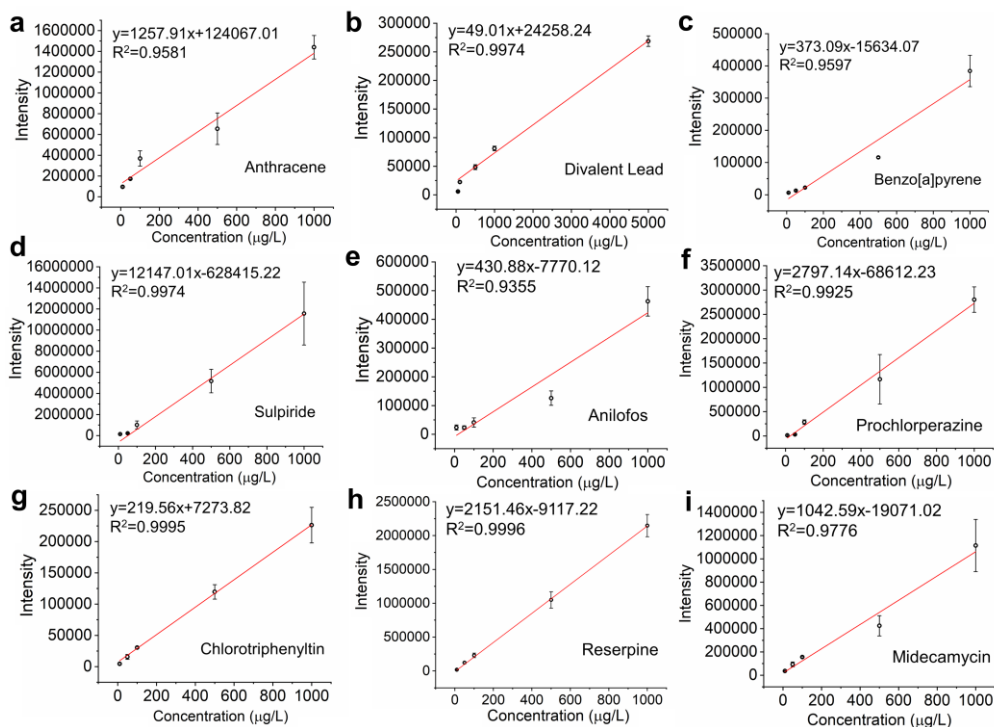 a
y=1257.91x+124067.01
R²=0.9581
1600000
1400000
1200000
1000000
800000
600000
400000
200000
0
Intensity
Anthracene
0 200 400 600 800 1000
Concentration (μg/L)
b
y=49.01x+24258.24
R²=0.9974
300000
250000
200000
150000
100000
50000
0
Intensity
Divalent Lead
0 1000 2000 3000 4000 5000
Concentration (μg/L)
c
y=373.09x-15634.07
R²=0.9597
500000
400000
300000
200000
100000
0
Intensity
Benzo[a]pyrene
0 200 400 600 800 1000
Concentration (μg/L)
d
y=12147.01x-628415.22
R²=0.9974
16000000
14000000
12000000
10000000
8000000
6000000
4000000
2000000
0
Intensity
Sulpiride
0 200 400 600 800 1000
Concentration (μg/L)
e
y=430.88x-7770.12
R²=0.9355
600000
500000
400000
300000
200000
100000
0
Intensity
Anilofos
0 200 400 600 800 1000
Concentration (μg/L)
f
y=2797.14x-68612.23
R²=0.9925
3500000
3000000
2500000
2000000
1500000
1000000
500000
0
Intensity
Prochlorperazine
0 200 400 600 800 1000
Concentration (μg/L)
g
y=219.56x+7273.82
R²=0.9995
250000
200000
150000
100000
50000
0
Intensity
Chlorotriphenyltin
0 200 400 600 800 1000
Concentration (μg/L)
h
y=2151.46x-9117.22
R²=0.9996
2500000
2000000
1500000
1000000
500000
0
Intensity
Reserpine
0 200 400 600 800 1000
Concentration (μg/L)
i
y=1042.59x-19071.02
R²=0.9776
1400000
1200000
1000000
800000
600000
400000
200000
0
Intensity
Midecamycin
0 200 400 600 800 1000
Concentration (μg/L)